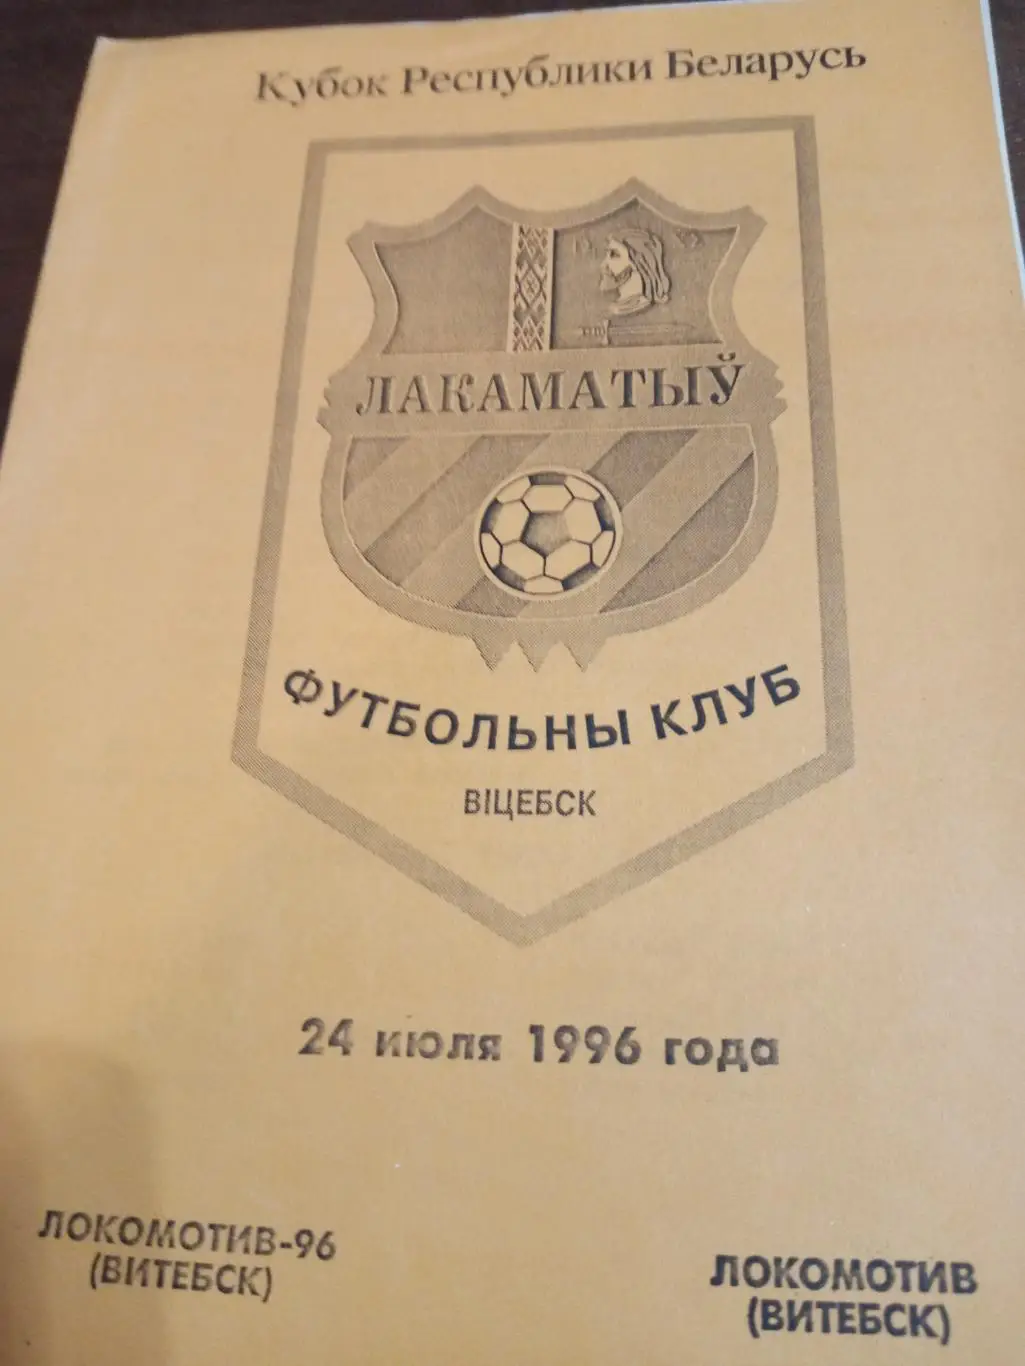 Кубок Республики Беларусь
ЛАКАМАТЫЎ
ФУТБОЛЬНЫ КЛУБ
ВІЦЕБСК
24 июля 1996 года
ЛОКОМОТИВ-96
(ВИТЕБСК)
ЛОКОМОТИВ
(ВИТЕБСК)